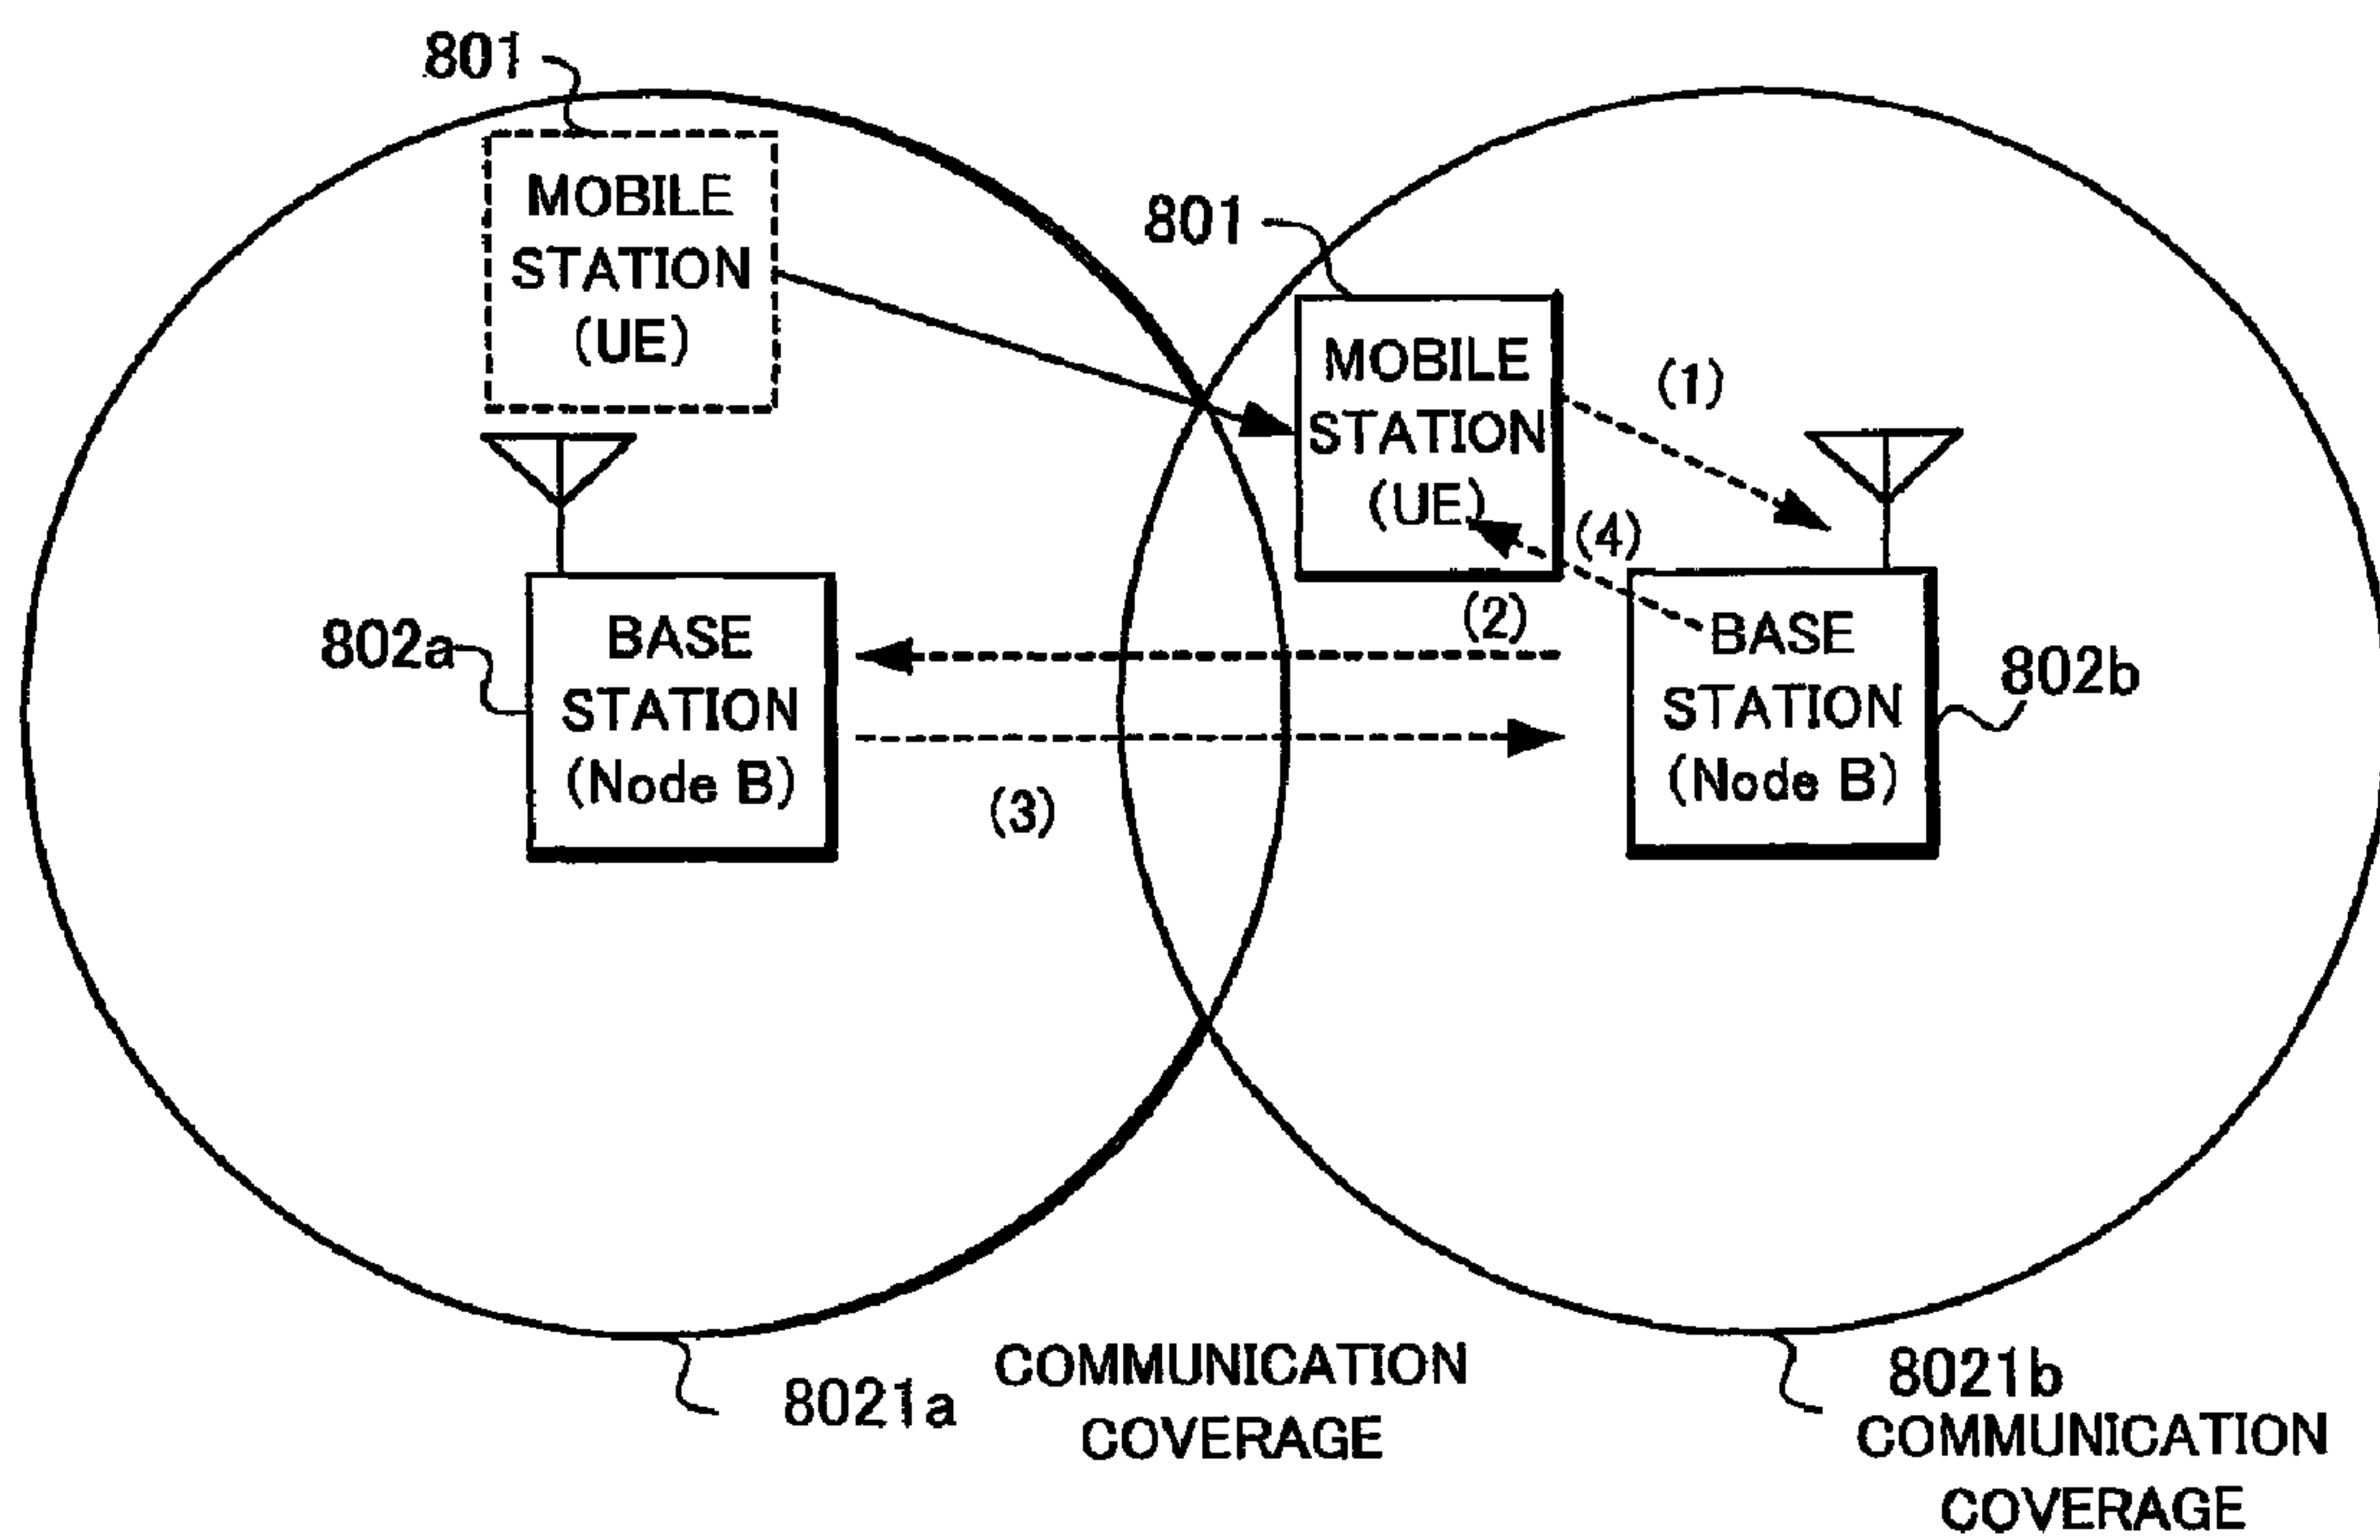 801
MOBILE
STATION
(UE)
801
MOBILE
STATION
(UE)
(1)
(4)
(2)
802a
BASE
STATION
(Node B)
BASE
STATION
(Node B)
802b
(3)
8021a
COMMUNICATION
COVERAGE
8021b
COMMUNICATION
COVERAGE